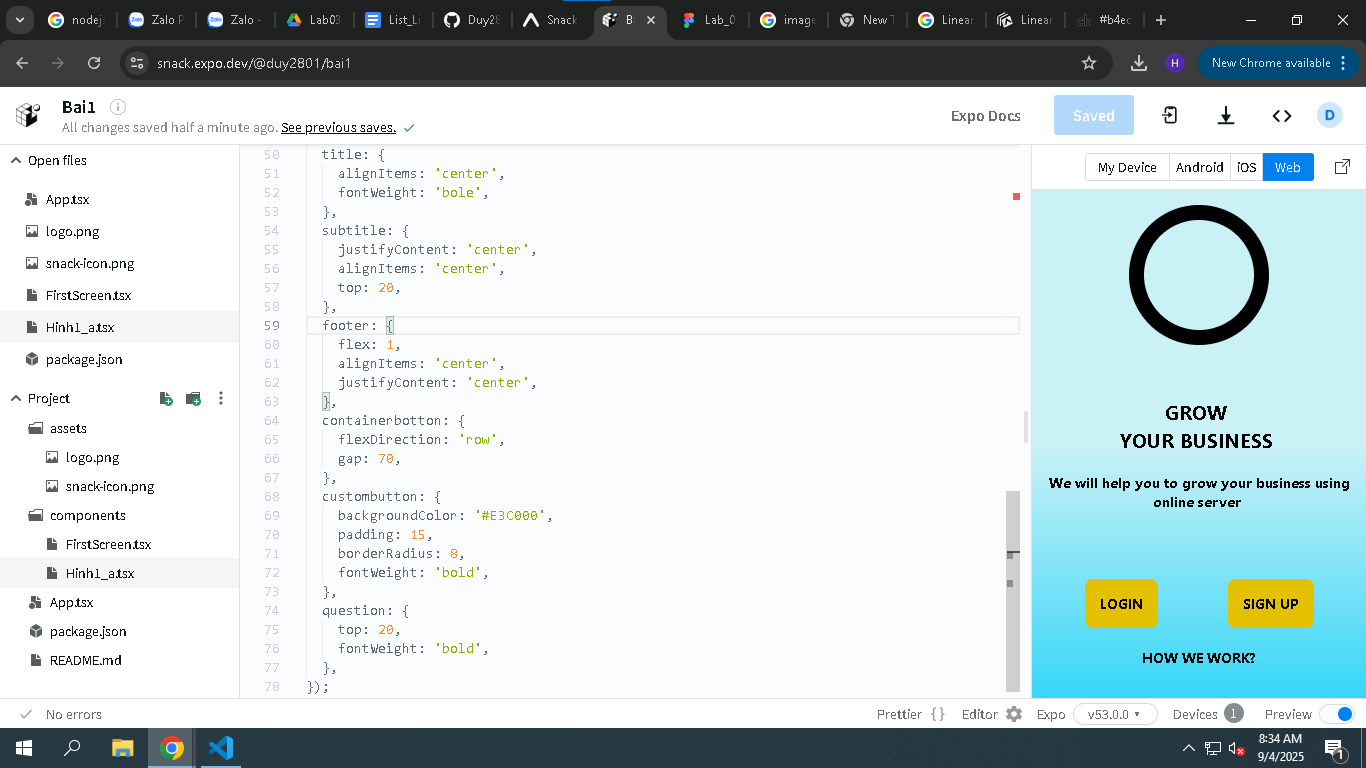 nodejs
Zalo P
Zalo -
Lab03
List_Li
Duy28
Snack
Ba
Lab_0
image
New T
Linear
Linear
#b4ec
snack.expo.dev/@duy2801/bai1
H
New Chrome available
Bai1
All changes saved half a minute ago. See previous saves.
Expo Docs
Saved
D
Open files
App.tsx
logo.png
snack-icon.png
FirstScreen.tsx
Hinh1_a.tsx
package.json
Project
assets
logo.png
snack-icon.png
components
FirstScreen.tsx
Hinh1_a.tsx
App.tsx
package.json
README.md
50 title: {
51 alignItems: 'center',
52 fontWeight: 'bole',
53 },
54 subtitle: {
55 justifyContent: 'center',
56 alignItems: 'center',
57 top: 20,
58 },
59 footer: {
60 flex: 1,
61 alignItems: 'center',
62 justifyContent: 'center',
63 },
64 containerbotton: {
65 flexDirection: 'row',
66 gap: 70,
67 },
68 custombutton: {
69 backgroundColor: '#E3C000',
70 padding: 15,
71 borderRadius: 8,
72 fontWeight: 'bold',
73 },
74 question: {
75 top: 20,
76 fontWeight: 'bold',
77 },
78 });
My Device
Android
iOS
Web
GROW
YOUR BUSINESS
We will help you to grow your business using
online server
LOGIN
SIGN UP
HOW WE WORK?
No errors
Prettier {}
Editor
Expo
v53.0.0
Devices 1
Preview
8:34 AM
9/4/2025
1